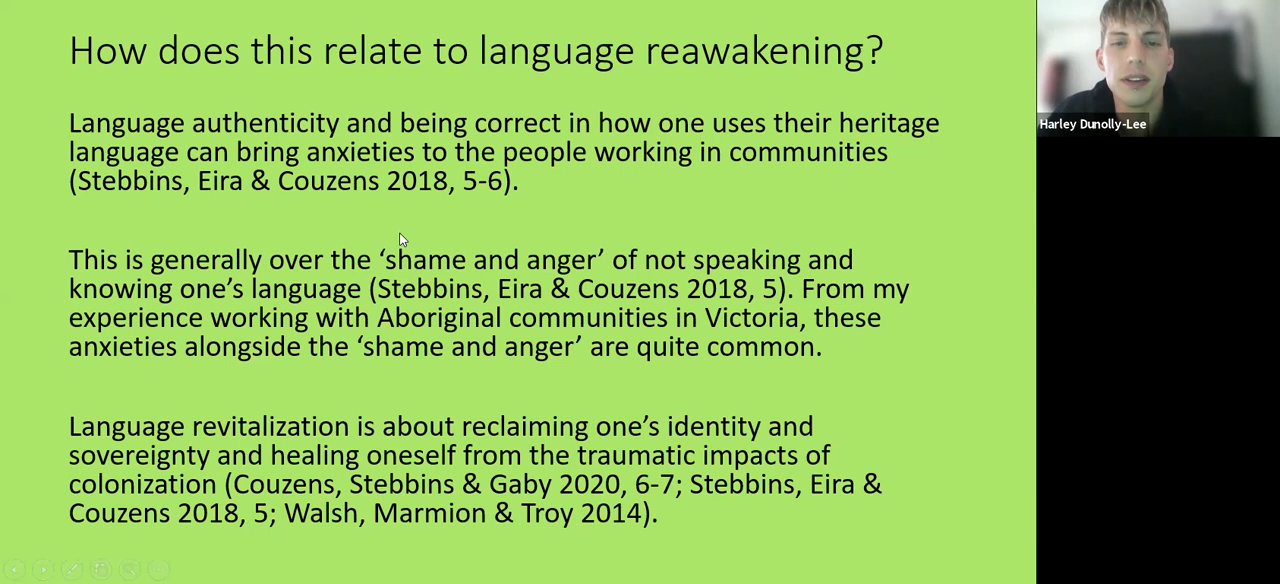 How does this relate to language reawakening?
Language authenticity and being correct in how one uses their heritage
language can bring anxieties to the people working in communities
(Stebbins, Eira & Couzens 2018, 5-6).
This is generally over the ‘shame and anger’ of not speaking and
knowing one’s language (Stebbins, Eira & Couzens 2018, 5). From my
experience working with Aboriginal communities in Victoria, these
anxieties alongside the ‘shame and anger’ are quite common.
Language revitalization is about reclaiming one’s identity and
sovereignty and healing oneself from the traumatic impacts of
colonization (Couzens, Stebbins & Gaby 2020, 6-7; Stebbins, Eira &
Couzens 2018, 5; Walsh, Marmion & Troy 2014).
Harley Dunolly-Lee